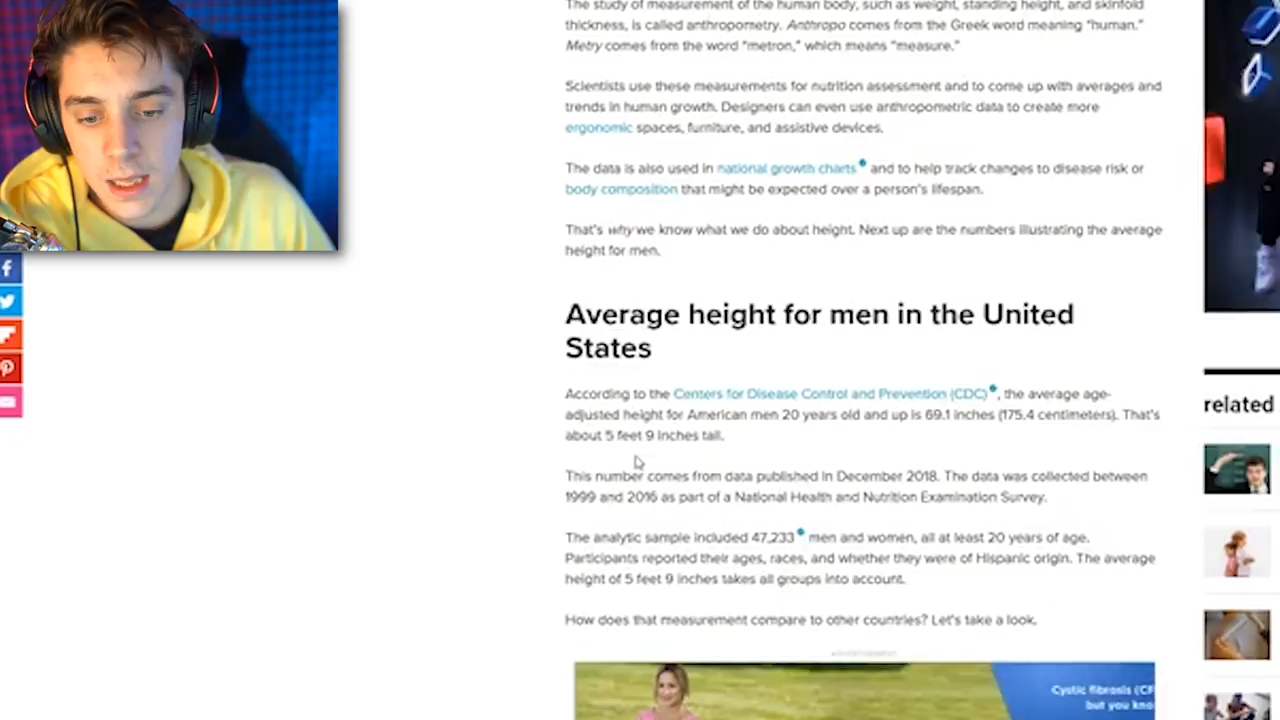 The study of measurement of the human body, such as weight, standing height, and skinfold
thickness, is called anthropometry. Anthropo comes from the Greek word meaning "human."
Metry comes from the word "metron," which means "measure."
Scientists use these measurements for nutrition assessment and to come up with averages and
trends in human growth. Designers can even use anthropometric data to create more
ergonomic spaces, furniture, and assistive devices.
The data is also used in national growth charts and to help track changes to disease risk or
body composition that might be expected over a person's lifespan.
That's why we know what we do about height. Next up are the numbers illustrating the average
height for men.
Average height for men in the United
States
According to the Centers for Disease Control and Prevention (CDC), the average age-
adjusted height for American men 20 years old and up is 69.1 inches (175.4 centimeters). That's
about 5 feet 9 inches tall.
This number comes from data published in December 2018. The data was collected between
1999 and 2016 as part of a National Health and Nutrition Examination Survey.
The analytic sample included 47,233 men and women, all at least 20 years of age.
Participants reported their ages, races, and whether they were of Hispanic origin. The average
height of 5 feet 9 inches takes all groups into account.
How does that measurement compare to other countries? Let's take a look.
ADVERTISEMENT
Cystic fibrosis (CF
but you kno
related